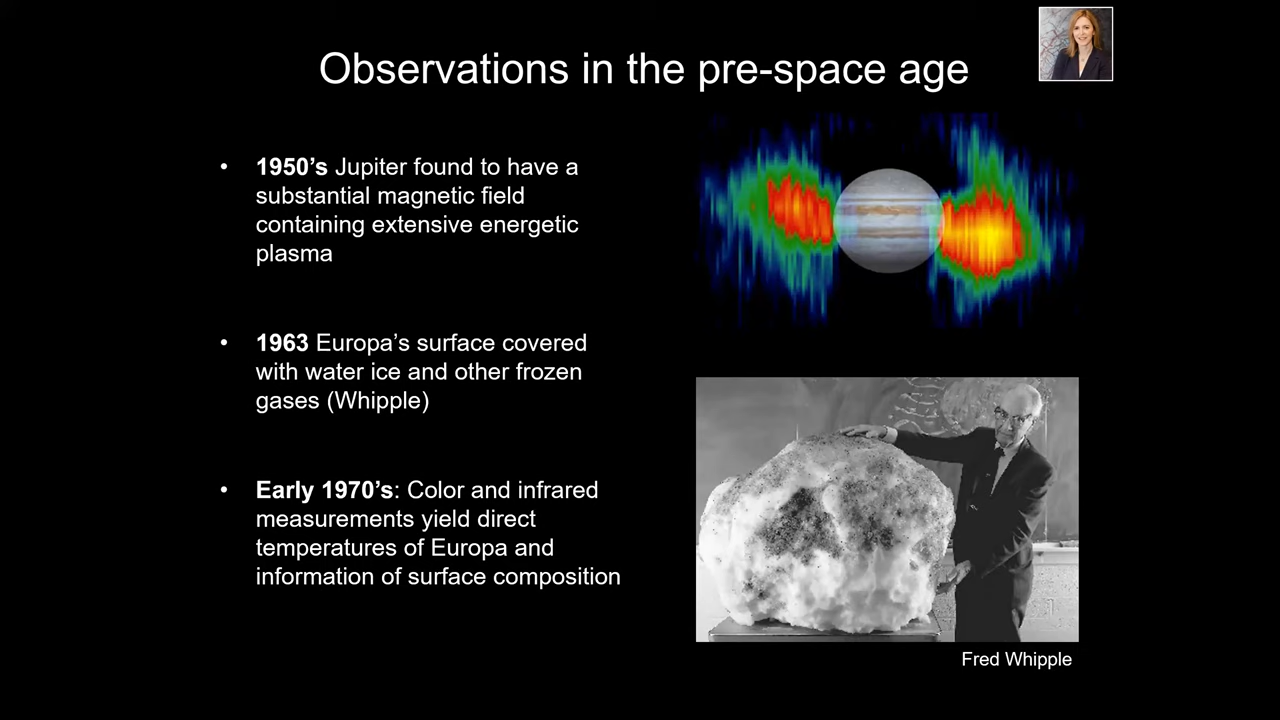 Observations in the pre-space age
• 1950’s Jupiter found to have a
substantial magnetic field
containing extensive energetic
plasma
• 1963 Europa’s surface covered
with water ice and other frozen
gases (Whipple)
• Early 1970’s: Color and infrared
measurements yield direct
temperatures of Europa and
information of surface composition
Fred Whipple